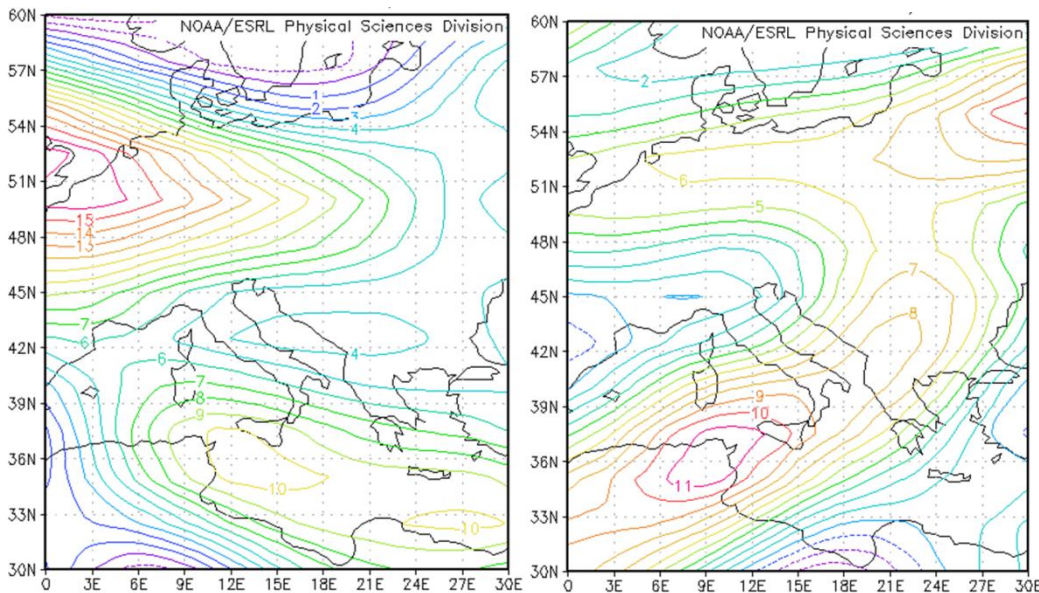 NOAA/ESRL Physical Sciences Division
60N
57N
54N
51N
48N
45N
42N
39N
36N
33N
30N
0
3E
6E
9E
12E
15E
18E
21E
24E
27E
30E
1
2
3
4
15
14
13
7
6
4
6
7
8
9
10
10
NOAA/ESRL Physical Sciences Division
60N
57N
54N
51N
48N
45N
42N
39N
36N
33N
30N
0
3E
6E
9E
12E
15E
18E
21E
24E
27E
30E
2
6
5
7
8
9
10
11